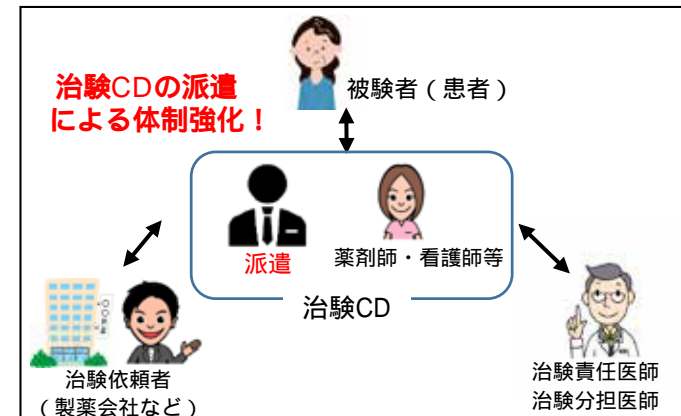 治験CDの派遣
による体制強化！
被験者（患者）
派遣
薬剤師・看護師等
治験CD
治験依頼者
（製薬会社など）
治験責任医師
治験分担医師